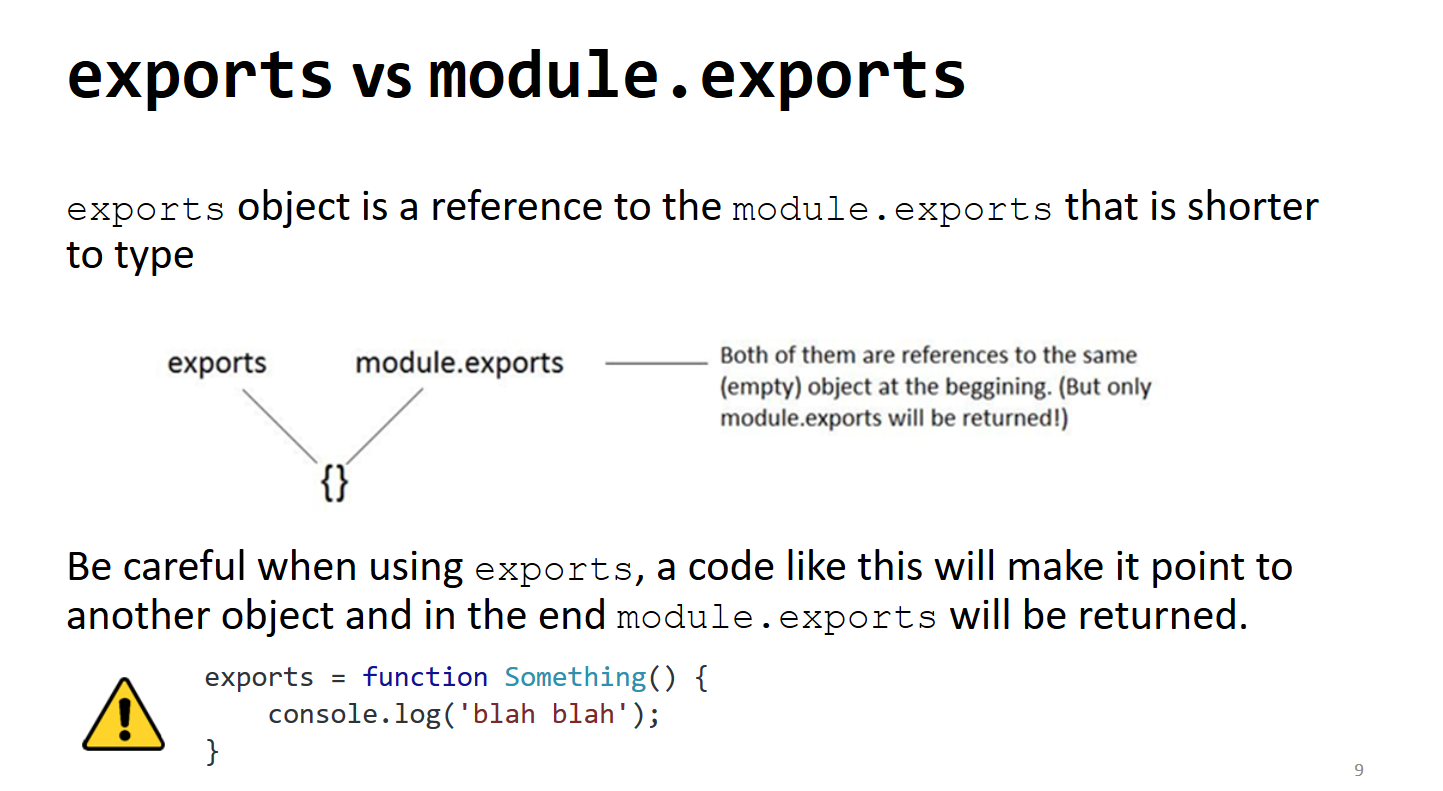 exports vs module.exports
exports object is a reference to the module.exports that is shorter
to type
exports
module.exports
Both of them are references to the same
(empty) object at the beggining. (But only
module.exports will be returned!)
{}
Be careful when using exports, a code like this will make it point to
another object and in the end module.exports will be returned.
exports = function Something() {
    console.log('blah blah');
}
9